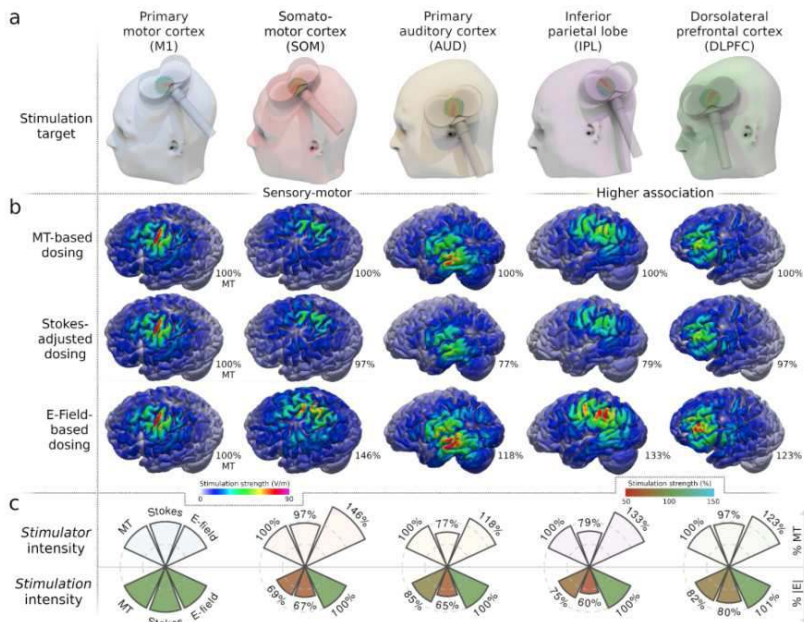 a
Primary
motor cortex
(M1)
Somato-
motor cortex
(SOM)
Primary
auditory cortex
(AUD)
Inferior
parietal lobe
(IPL)
Dorsolateral
prefrontal cortex
(DLPFC)
Stimulation
target
Sensory-motor
Higher association
b
MT-based
dosing
100%
MT
100%
100%
100%
100%
Stokes-
adjusted
dosing
100%
MT
97%
77%
79%
97%
E-Field-
based
dosing
100%
MT
146%
118%
133%
123%
Stimulation strength (V/m)
0
90
Stimulation strength (%)
50
100
150
c
Stimulator
intensity
MT
Stokes
E-field
100%
97%
146%
100%
77%
118%
100%
79%
133%
100%
97%
123%
% MT
Stimulation
intensity
MT
Stokes
E-field
69%
67%
100%
85%
65%
100%
75%
60%
100%
82%
80%
101%
% |E|